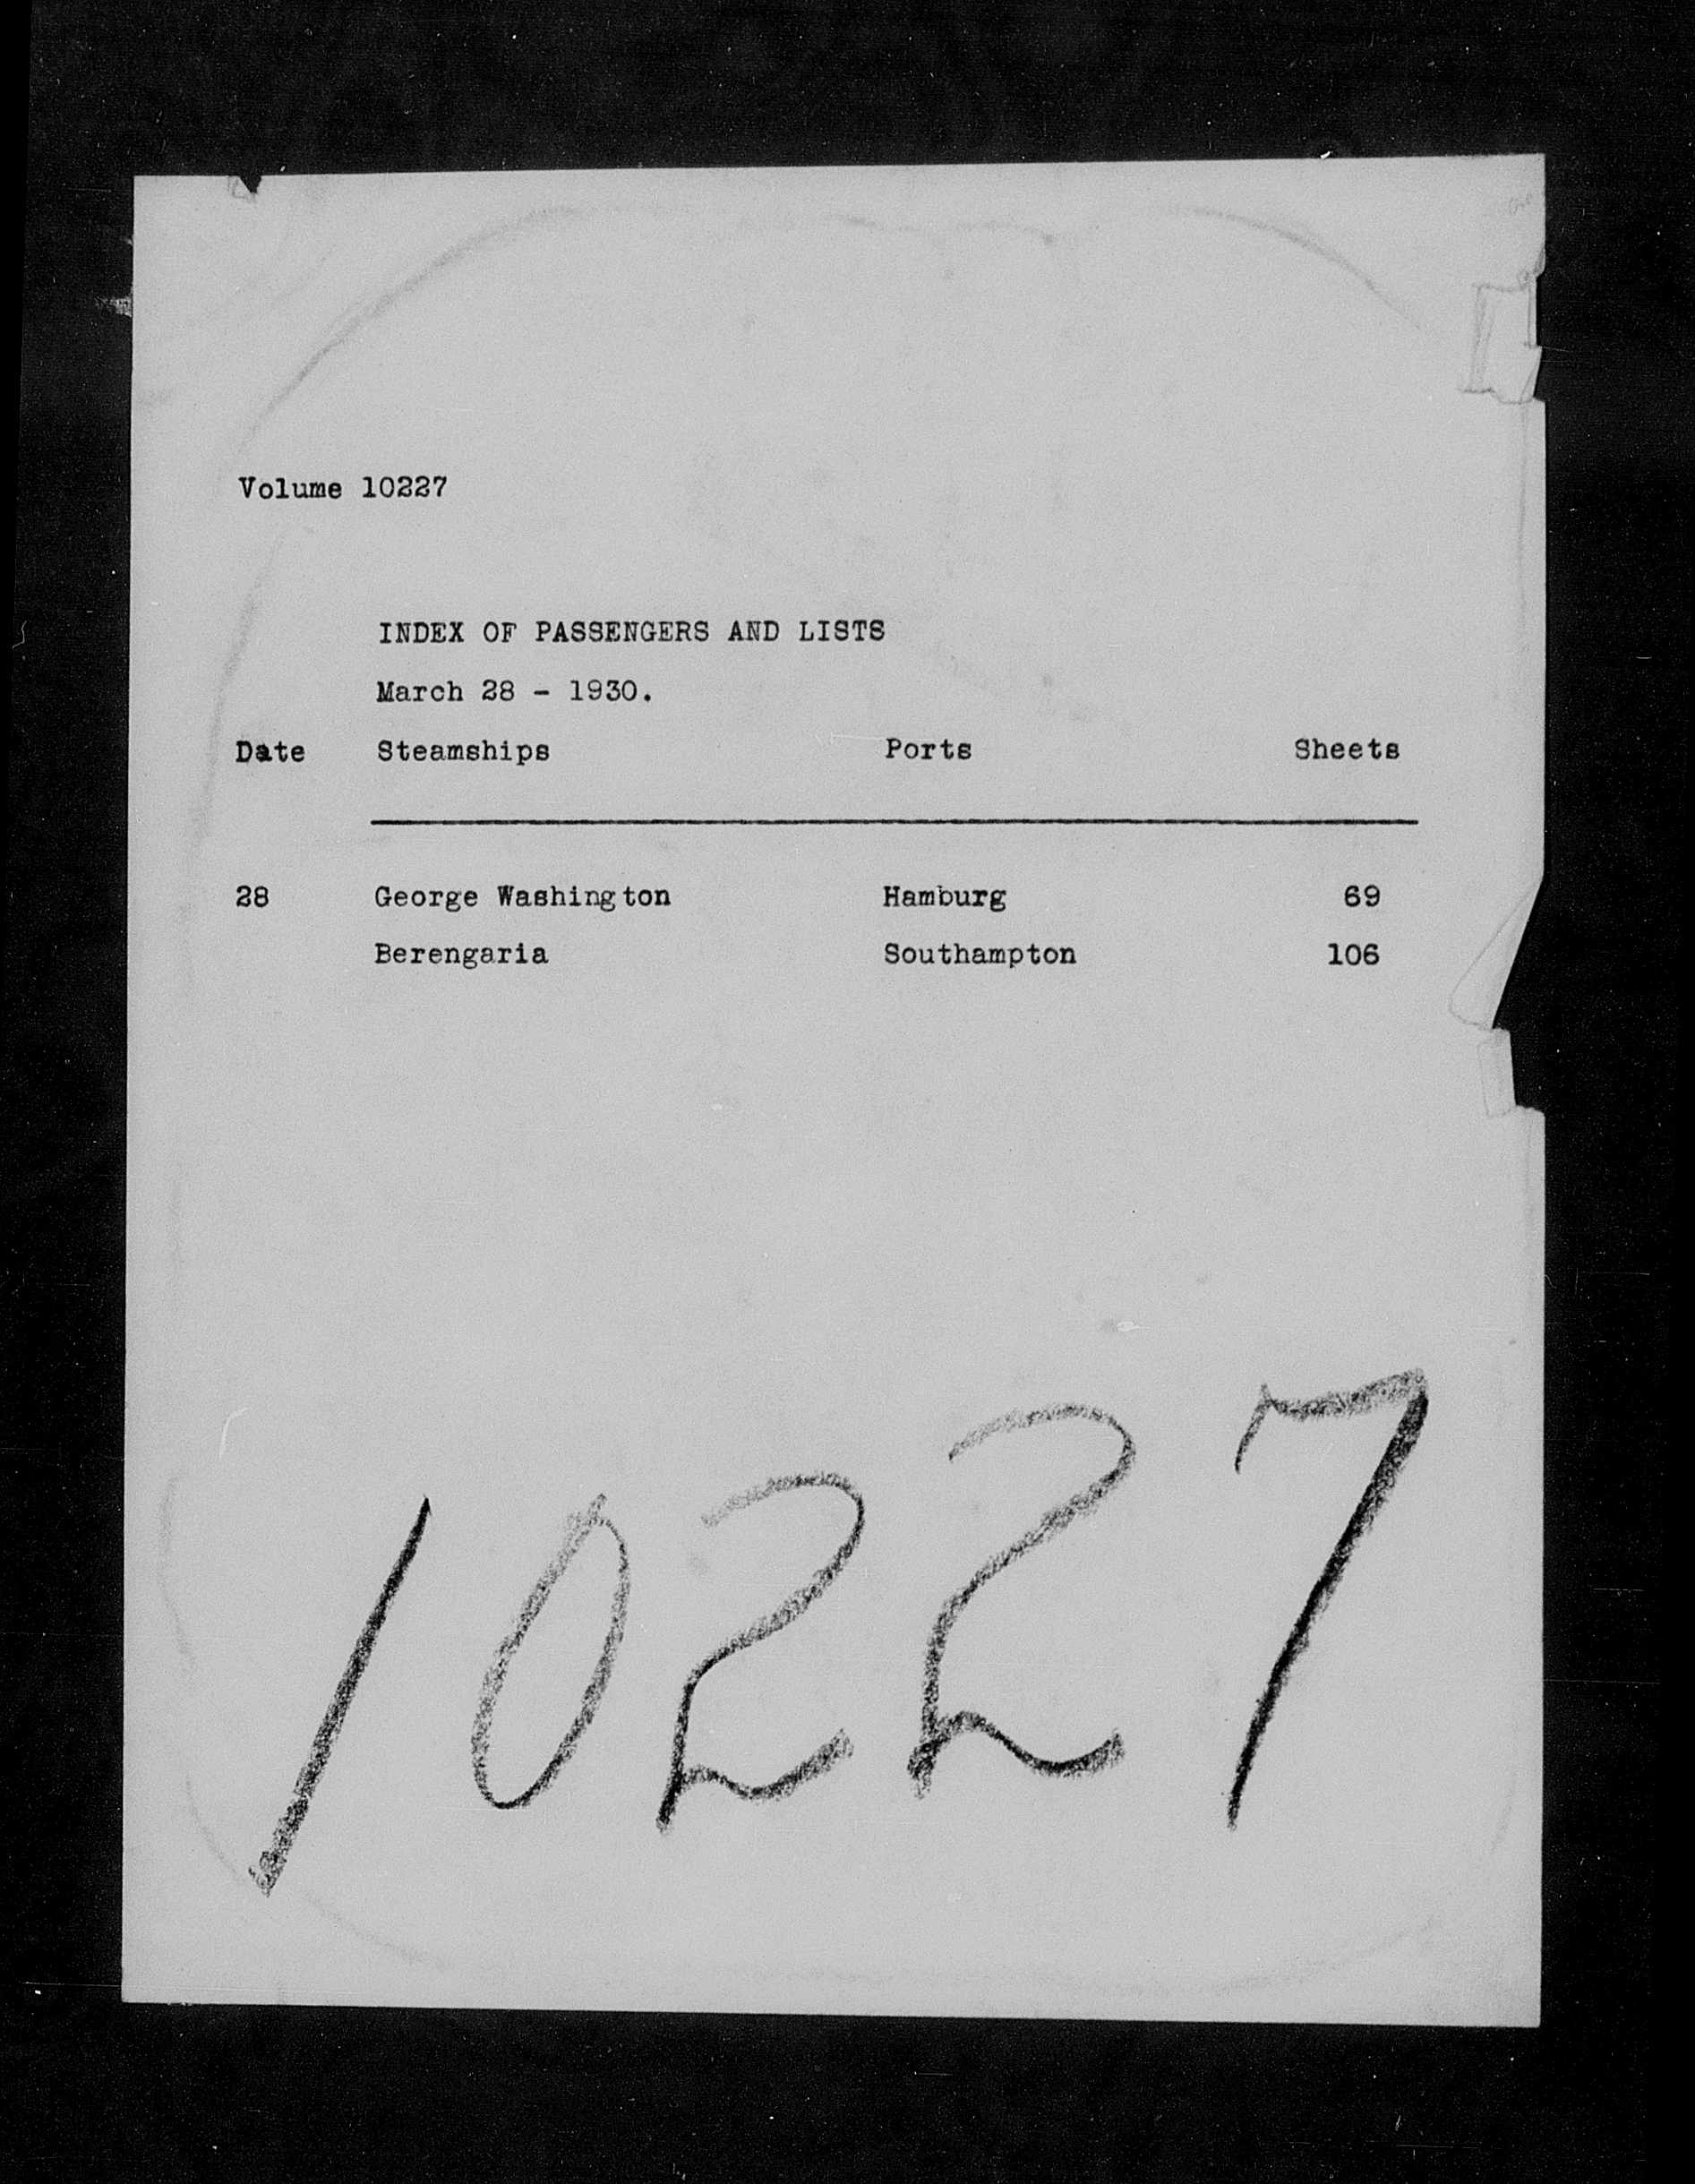 Volume 10227
INDEX OF PASSENGERS AND LISTS
March 28 - 1930.
Date Steamships Ports Sheets
28 George Washington Hamburg 69
Berengaria Southampton 106
10227